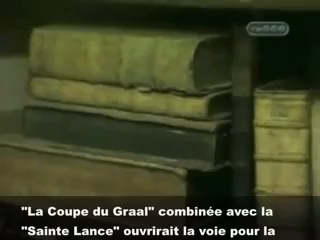 "La Coupe du Graal" combinée avec la
"Sainte Lance" ouvrirait la voie pour la